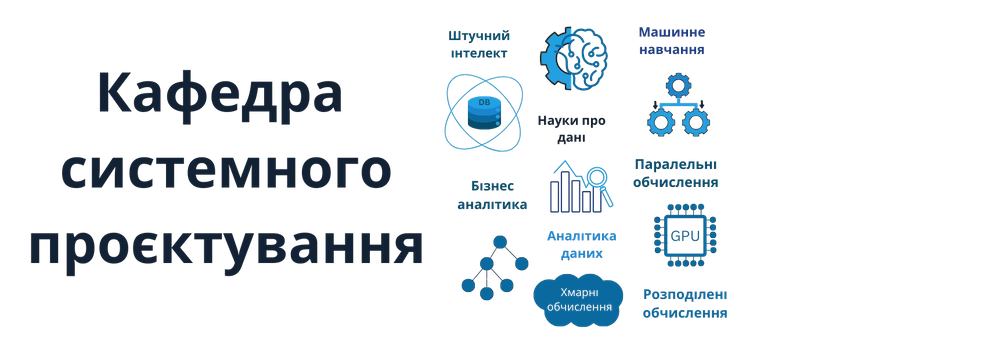 Кафедра
системного
проєктування
Штучний
інтелект
DB
Бізнес
аналітика
Науки про
дані
Аналітика
даних
Хмарні
обчислення
Машинне
навчання
Паралельні
обчислення
GPU
Розподілені
обчислення